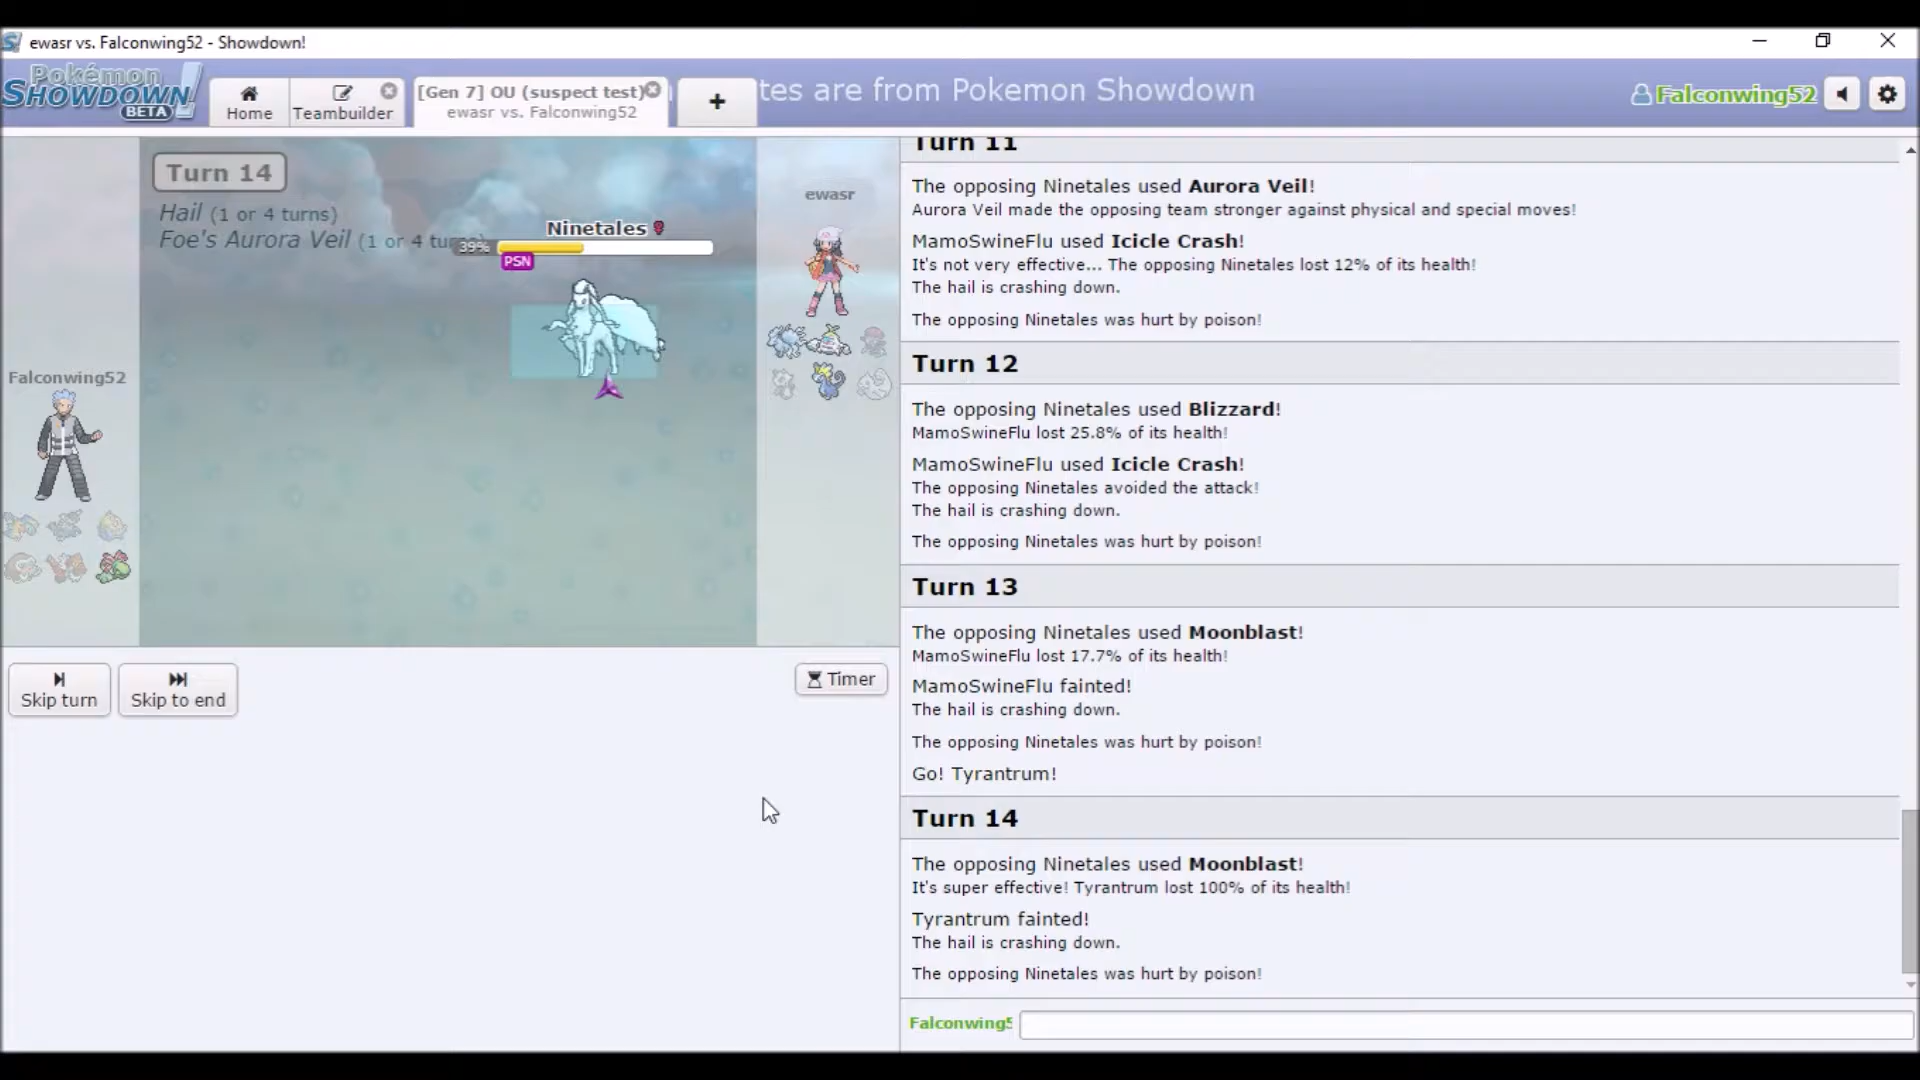 ewasr vs. Falconwing52 - Showdown!
Pokémon
SHOWDOWN!
BETA
Home
Teambuilder
[Gen 7] OU (suspect test)
ewasr vs. Falconwing52
+
tes are from Pokemon Showdown
Falconwing52
Turn 14
Hail (1 or 4 turns)
Foe's Aurora Veil (1 or 4
Ninetales
39%
PSN
ewasr
Falconwing52
Skip turn
Skip to end
Timer
Turn 11
The opposing Ninetales used Aurora Veil!
Aurora Veil made the opposing team stronger against physical and special moves!
MamoSwineFlu used Icicle Crash!
It's not very effective... The opposing Ninetales lost 12% of its health!
The hail is crashing down.
The opposing Ninetales was hurt by poison!
Turn 12
The opposing Ninetales used Blizzard!
MamoSwineFlu lost 25.8% of its health!
MamoSwineFlu used Icicle Crash!
The opposing Ninetales avoided the attack!
The hail is crashing down.
The opposing Ninetales was hurt by poison!
Turn 13
The opposing Ninetales used Moonblast!
MamoSwineFlu lost 17.7% of its health!
MamoSwineFlu fainted!
The hail is crashing down.
The opposing Ninetales was hurt by poison!
Go! Tyrantrum!
Turn 14
The opposing Ninetales used Moonblast!
It's super effective! Tyrantrum lost 100% of its health!
Tyrantrum fainted!
The hail is crashing down.
The opposing Ninetales was hurt by poison!
Falconwing5